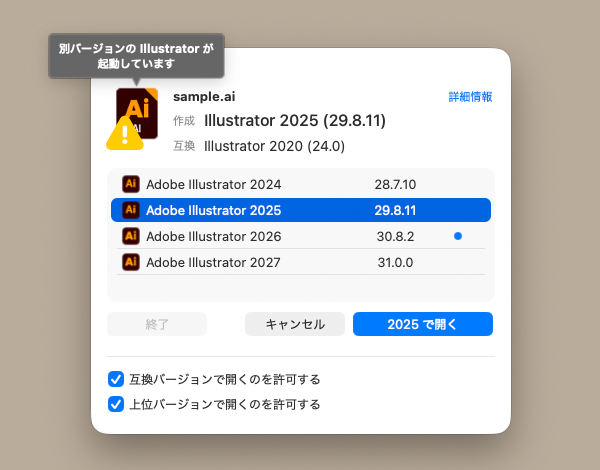 別バージョンの Illustrator が
起動しています
Ai
AI
sample.ai
詳細情報
作成 Illustrator 2025 (29.8.11)
互換 Illustrator 2020 (24.0)
Ai Adobe Illustrator 2024 28.7.10
Ai Adobe Illustrator 2025 29.8.11
Ai Adobe Illustrator 2026 30.8.2
Ai Adobe Illustrator 2027 31.0.0
終了 キャンセル 2025 で開く
互換バージョンで開くのを許可する
上位バージョンで開くのを許可する